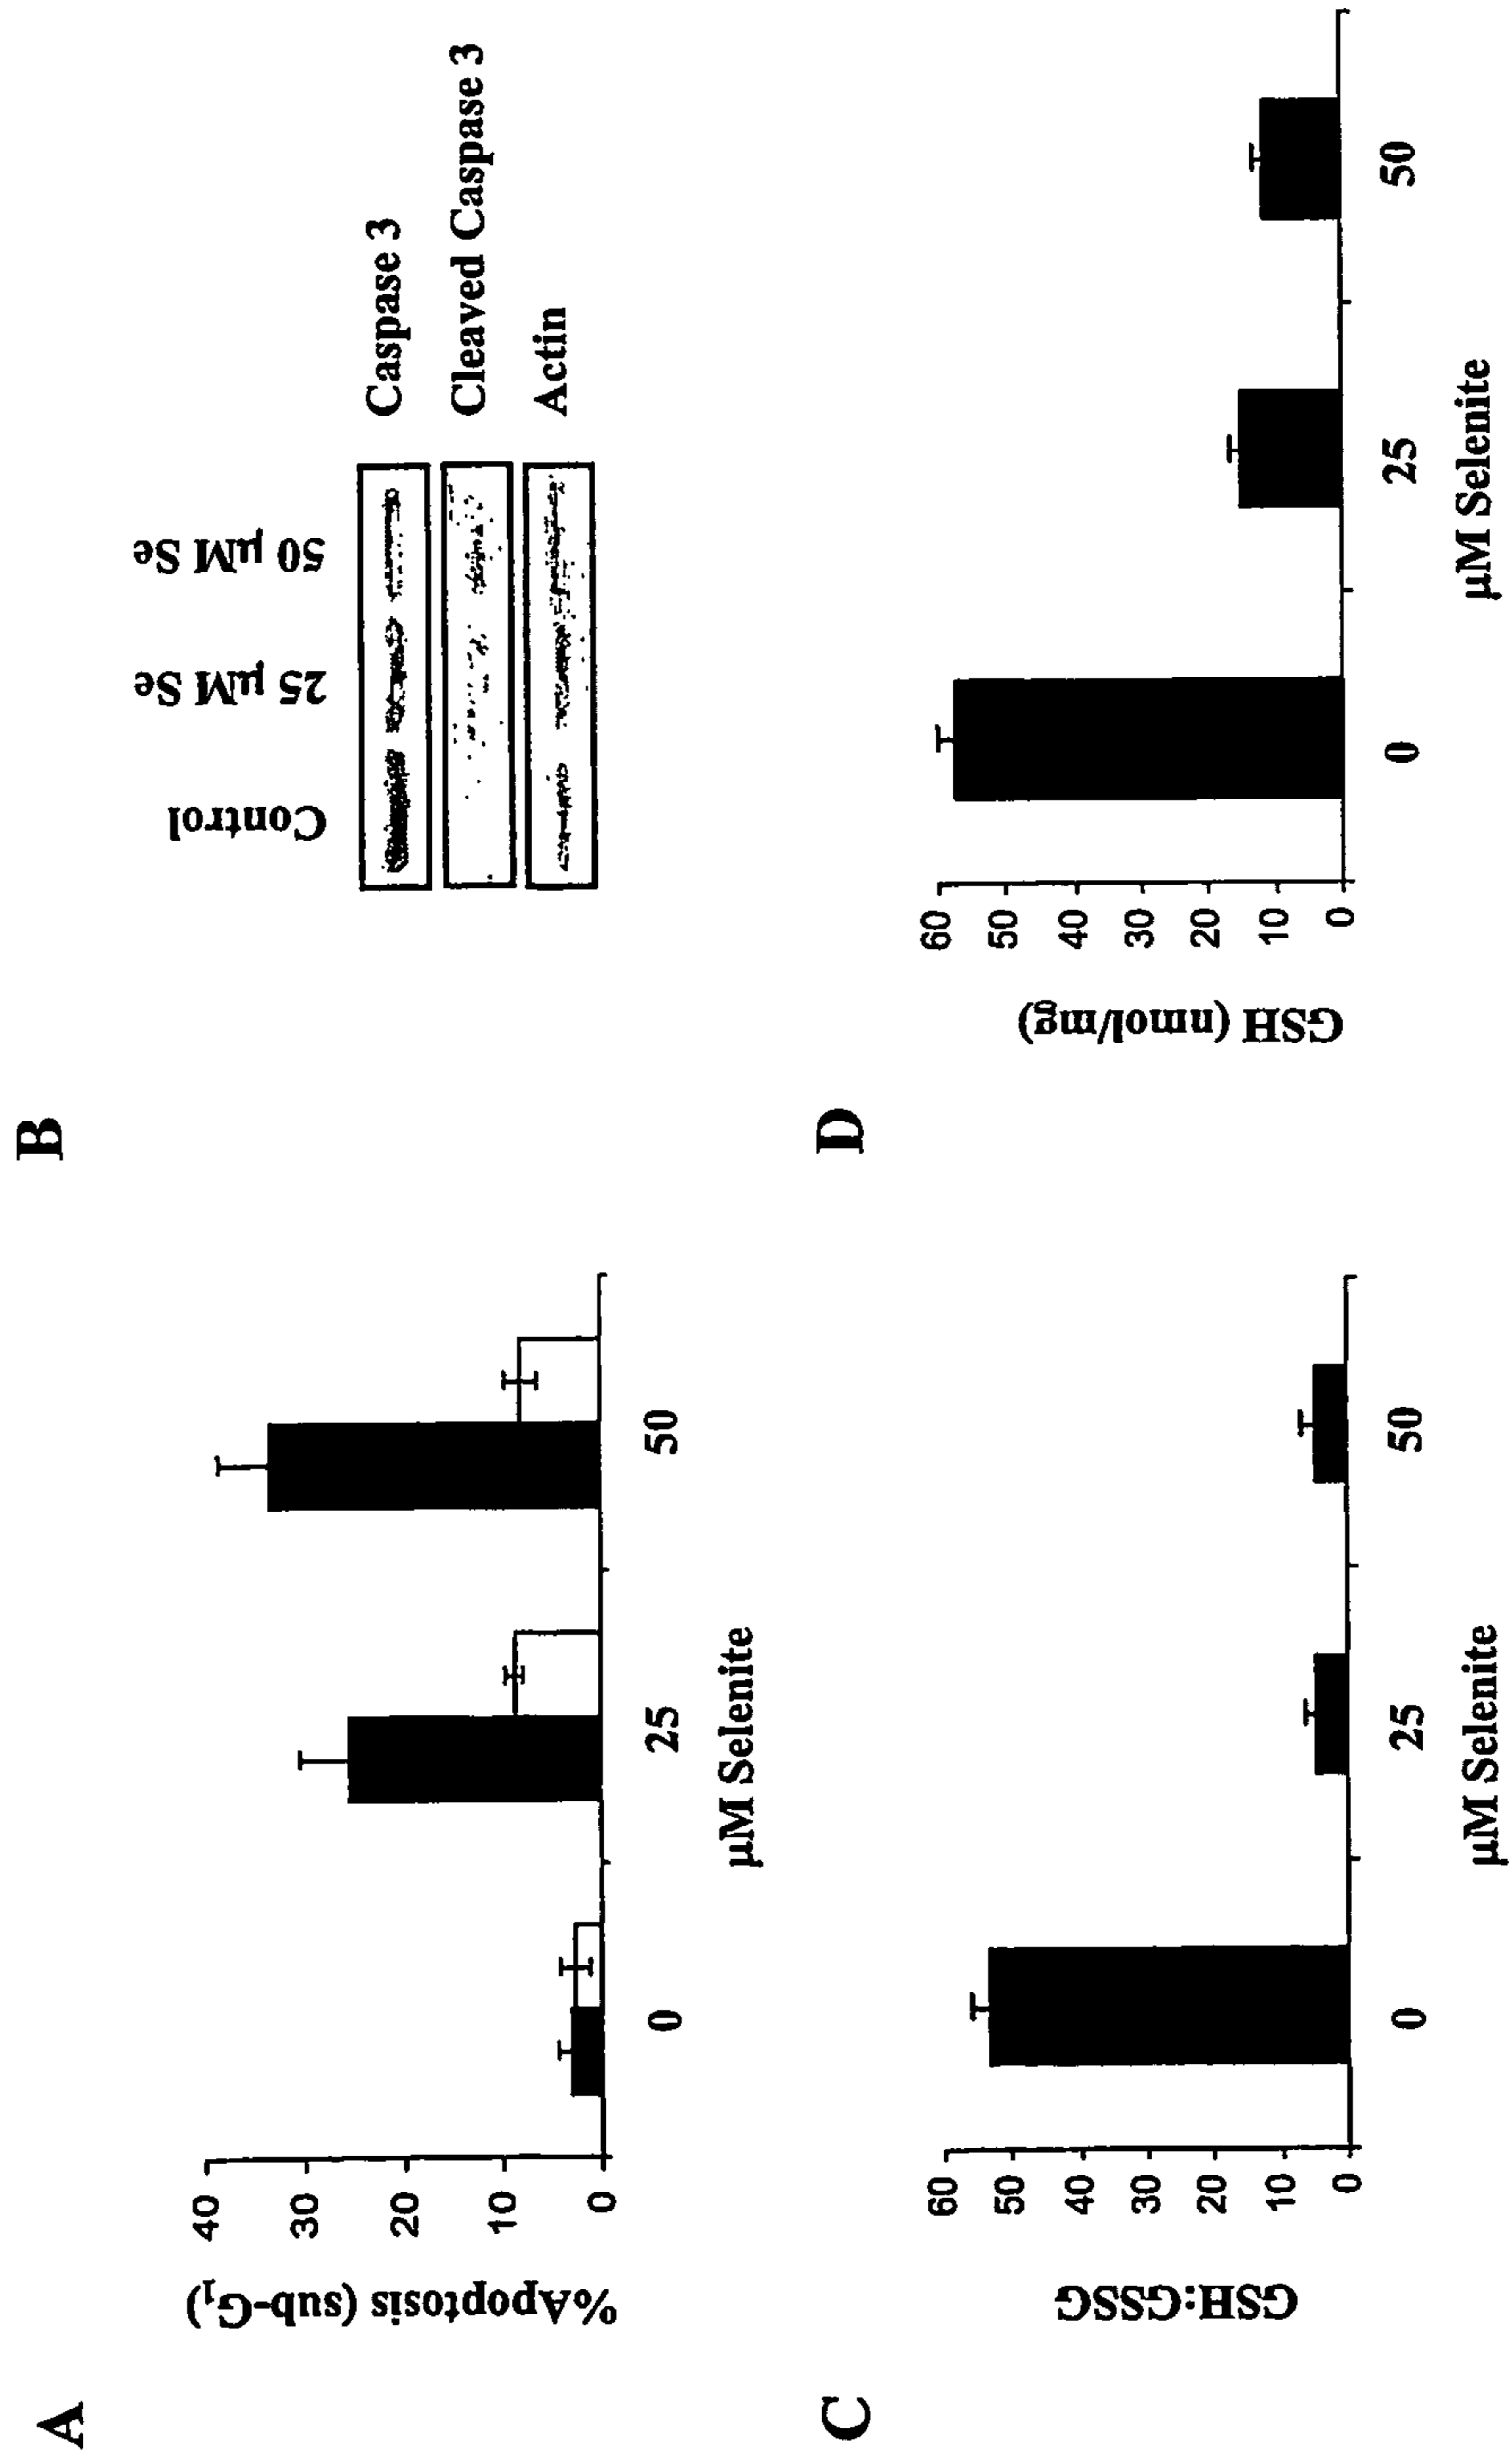 A
%Apoptosis (sub-G₁)
40
30
20
10
0
0
25
50
µM Selenite
B
Control
25 µM Se
50 µM Se
Caspase 3
Cleaved Caspase 3
Actin
C
GSH:GSSG
60
50
40
30
20
10
0
0
25
50
µM Selenite
D
GSH (nmol/mg)
60
50
40
30
20
10
0
0
25
50
µM Selenite